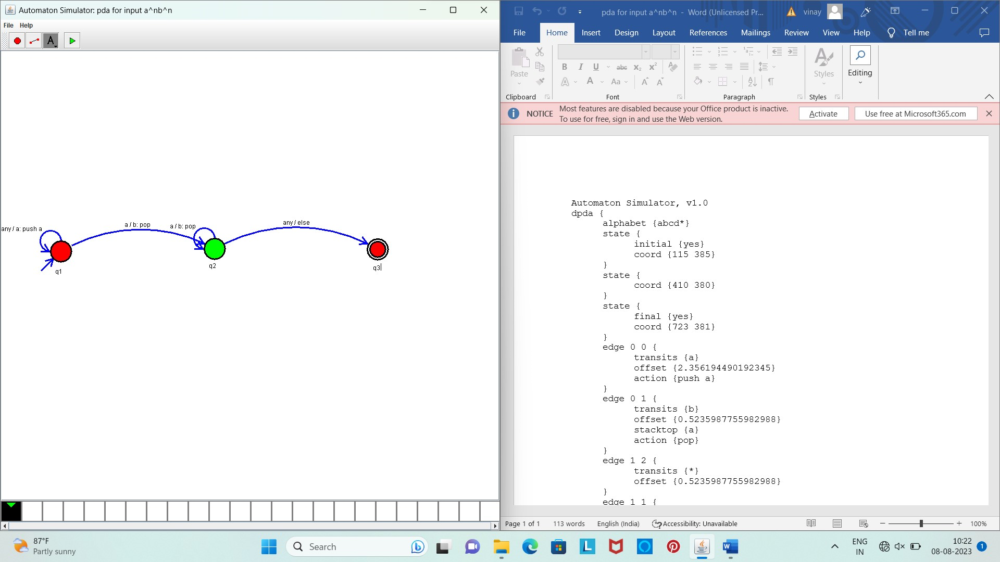 Automaton Simulator: pda for input a^nb^n
File Help
A
any / a: push a
a / b: pop
a / b: pop
any / else
q1
q2
q3
pda for input a^nb^n - Word (Unlicensed Pr...
vinay
File Home Insert Design Layout References Mailings Review View Help Tell me
Paste
B I U abc x₂ x²
A A Aa A A
Styles
Editing
Clipboard Font Paragraph Styles
NOTICE Most features are disabled because your Office product is inactive.
To use for free, sign in and use the Web version.
Activate
Use free at Microsoft365.com
Automaton Simulator, v1.0
dpda {
alphabet {abcd*}
state {
initial {yes}
coord {115 385}
}
state {
coord {410 380}
}
state {
final {yes}
coord {723 381}
}
edge 0 0 {
transits {a}
offset {2.356194490192345}
action {push a}
}
edge 0 1 {
transits {b}
offset {0.5235987755982988}
stacktop {a}
action {pop}
}
edge 1 2 {
transits {*}
offset {0.5235987755982988}
}
edge 1 1 {
Page 1 of 1 113 words English (India) Accessibility: Unavailable 100%
87°F
Partly sunny
Search
ENG
IN
10:22
08-08-2023
1